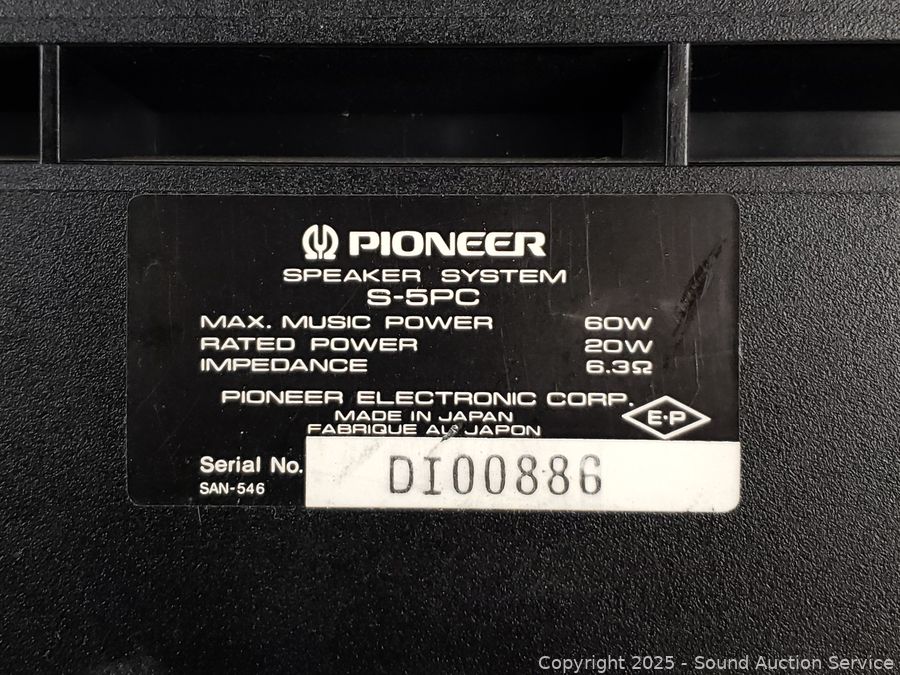 PIONEER
SPEAKER SYSTEM
S-5PC
MAX. MUSIC POWER 60W
RATED POWER 20W
IMPEDANCE 6.3Ω
PIONEER ELECTRONIC CORP.
MADE IN JAPAN
FABRIQUE AU JAPON
E·P
Serial No. DI00886
SAN-546
Copyright 2025 - Sound Auction Service